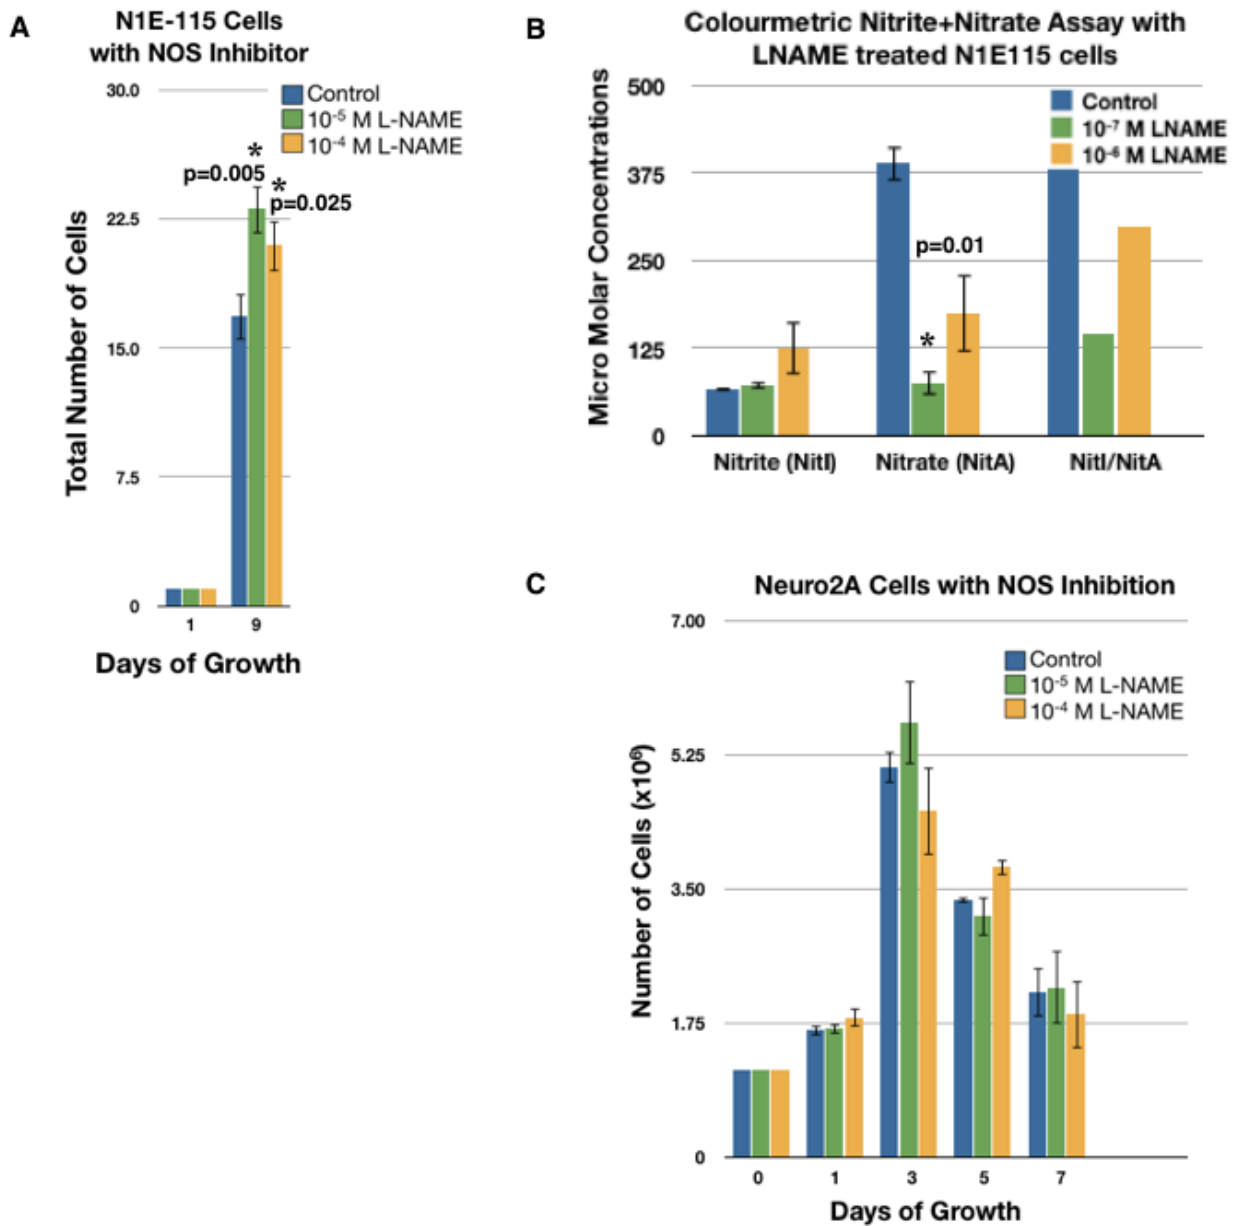 A
N1E-115 Cells
with NOS Inhibitor
30.0
22.5
15.0
7.5
0
Total Number of Cells
Control
10⁻⁵ M L-NAME
10⁻⁴ M L-NAME
*
p=0.005
*
p=0.025
1 9
Days of Growth
B
Colourmetric Nitrite+Nitrate Assay with
LNAME treated N1E115 cells
500
375
250
125
0
Micro Molar Concentrations
Control
10⁻⁷ M LNAME
10⁻⁶ M LNAME
p=0.01
*
Nitrite (NitI) Nitrate (NitA) NitI/NitA
C
Neuro2A Cells with NOS Inhibition
7.00
5.25
3.50
1.75
0
Number of Cells (x10⁶)
Control
10⁻⁵ M L-NAME
10⁻⁴ M L-NAME
0 1 3 5 7
Days of Growth